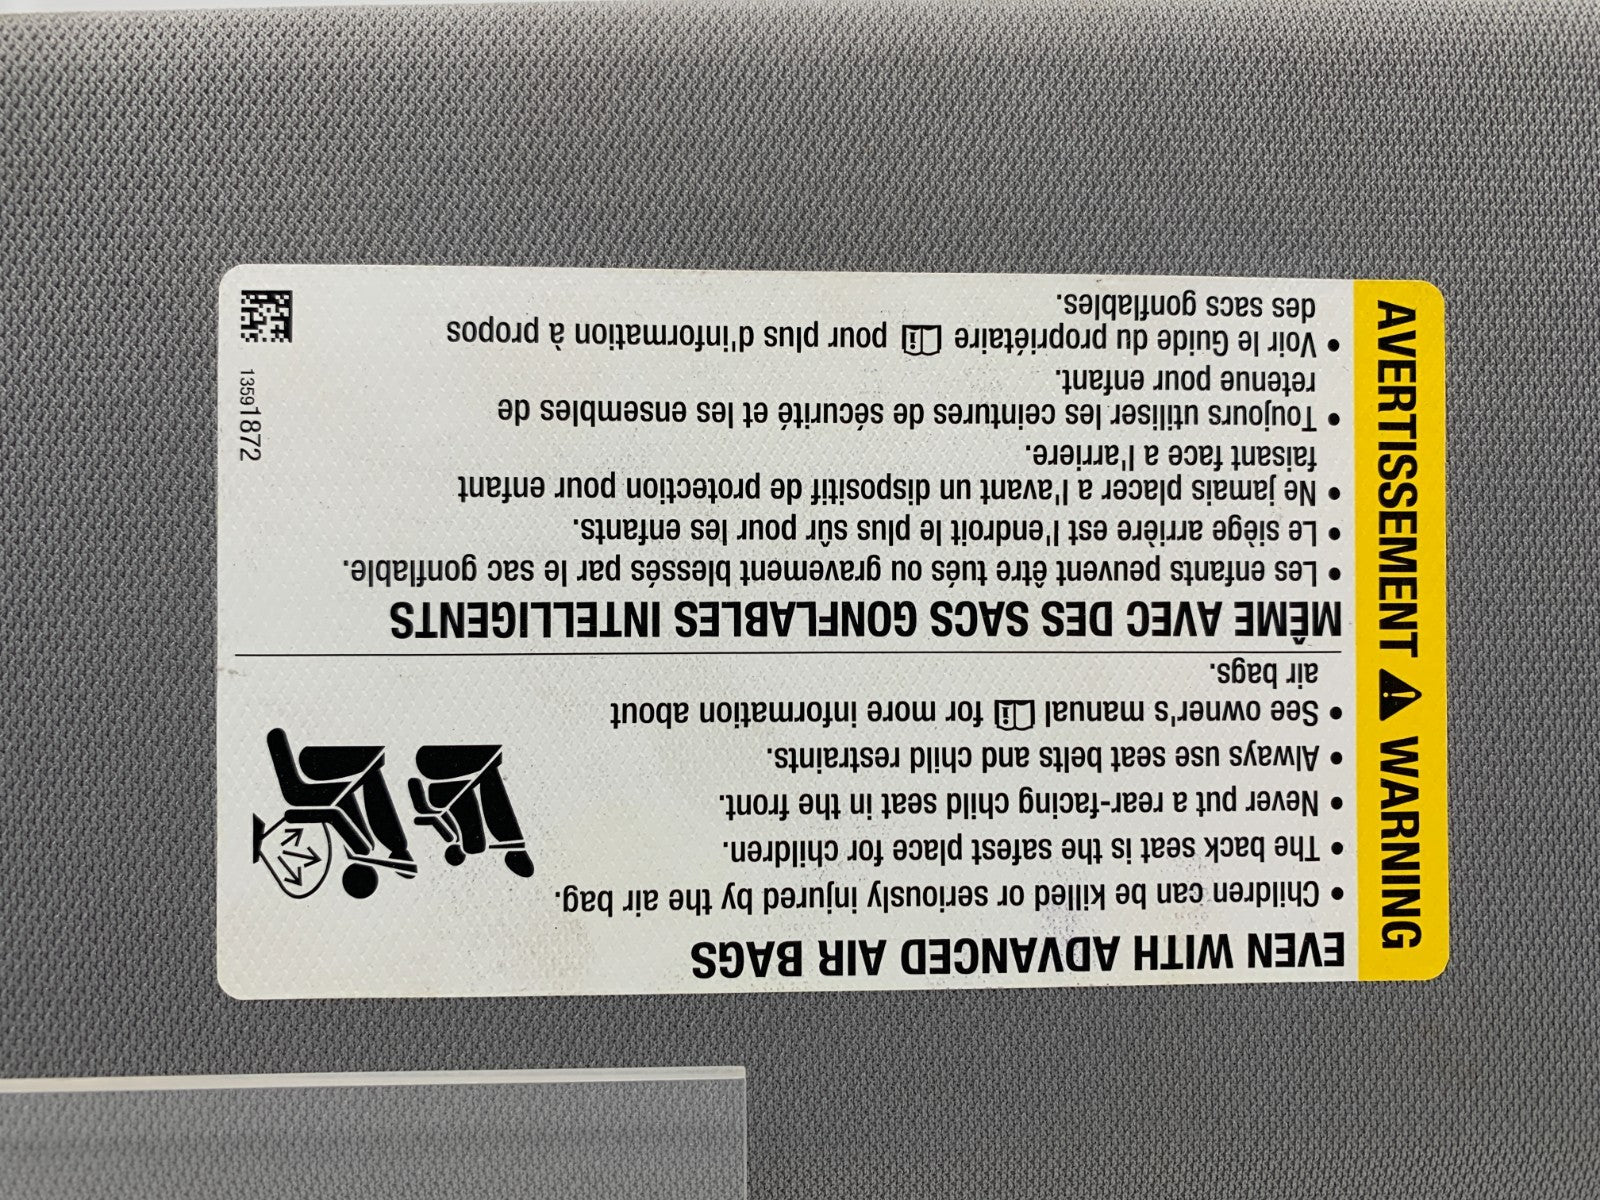 WARNING AVERTISSEMENT
EVEN WITH ADVANCED AIR BAGS
• Children can be killed or seriously injured by the air bag.
• The back seat is the safest place for children.
• Never put a rear-facing child seat in the front.
• Always use seat belts and child restraints.
• See owner's manual for more information about
air bags.
MÊME AVEC DES SACS GONFLABLES INTELLIGENTS
• Les enfants peuvent être tués ou gravement blessés par le sac gonflable.
• Le siège arrière est l'endroit le plus sûr pour les enfants.
• Ne jamais placer a l'avant un dispositif de protection pour enfant
faisant face a l'arriere.
• Toujours utiliser les ceintures de sécurité et les ensembles de
retenue pour enfant.
• Voir le Guide du propriétaire pour plus d'information à propos
des sacs gonflables.
13591872